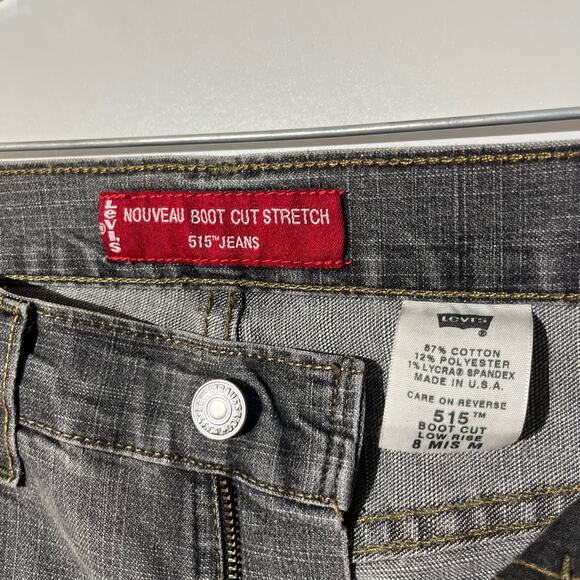 LEVI'S
®
NOUVEAU BOOT CUT STRETCH
515™ JEANS
LEVI'S
®
87% COTTON
12% POLYESTER
1% LYCRA® SPANDEX
MADE IN U.S.A.
CARE ON REVERSE
515™
BOOT CUT
LOW RISE
8 MIS M